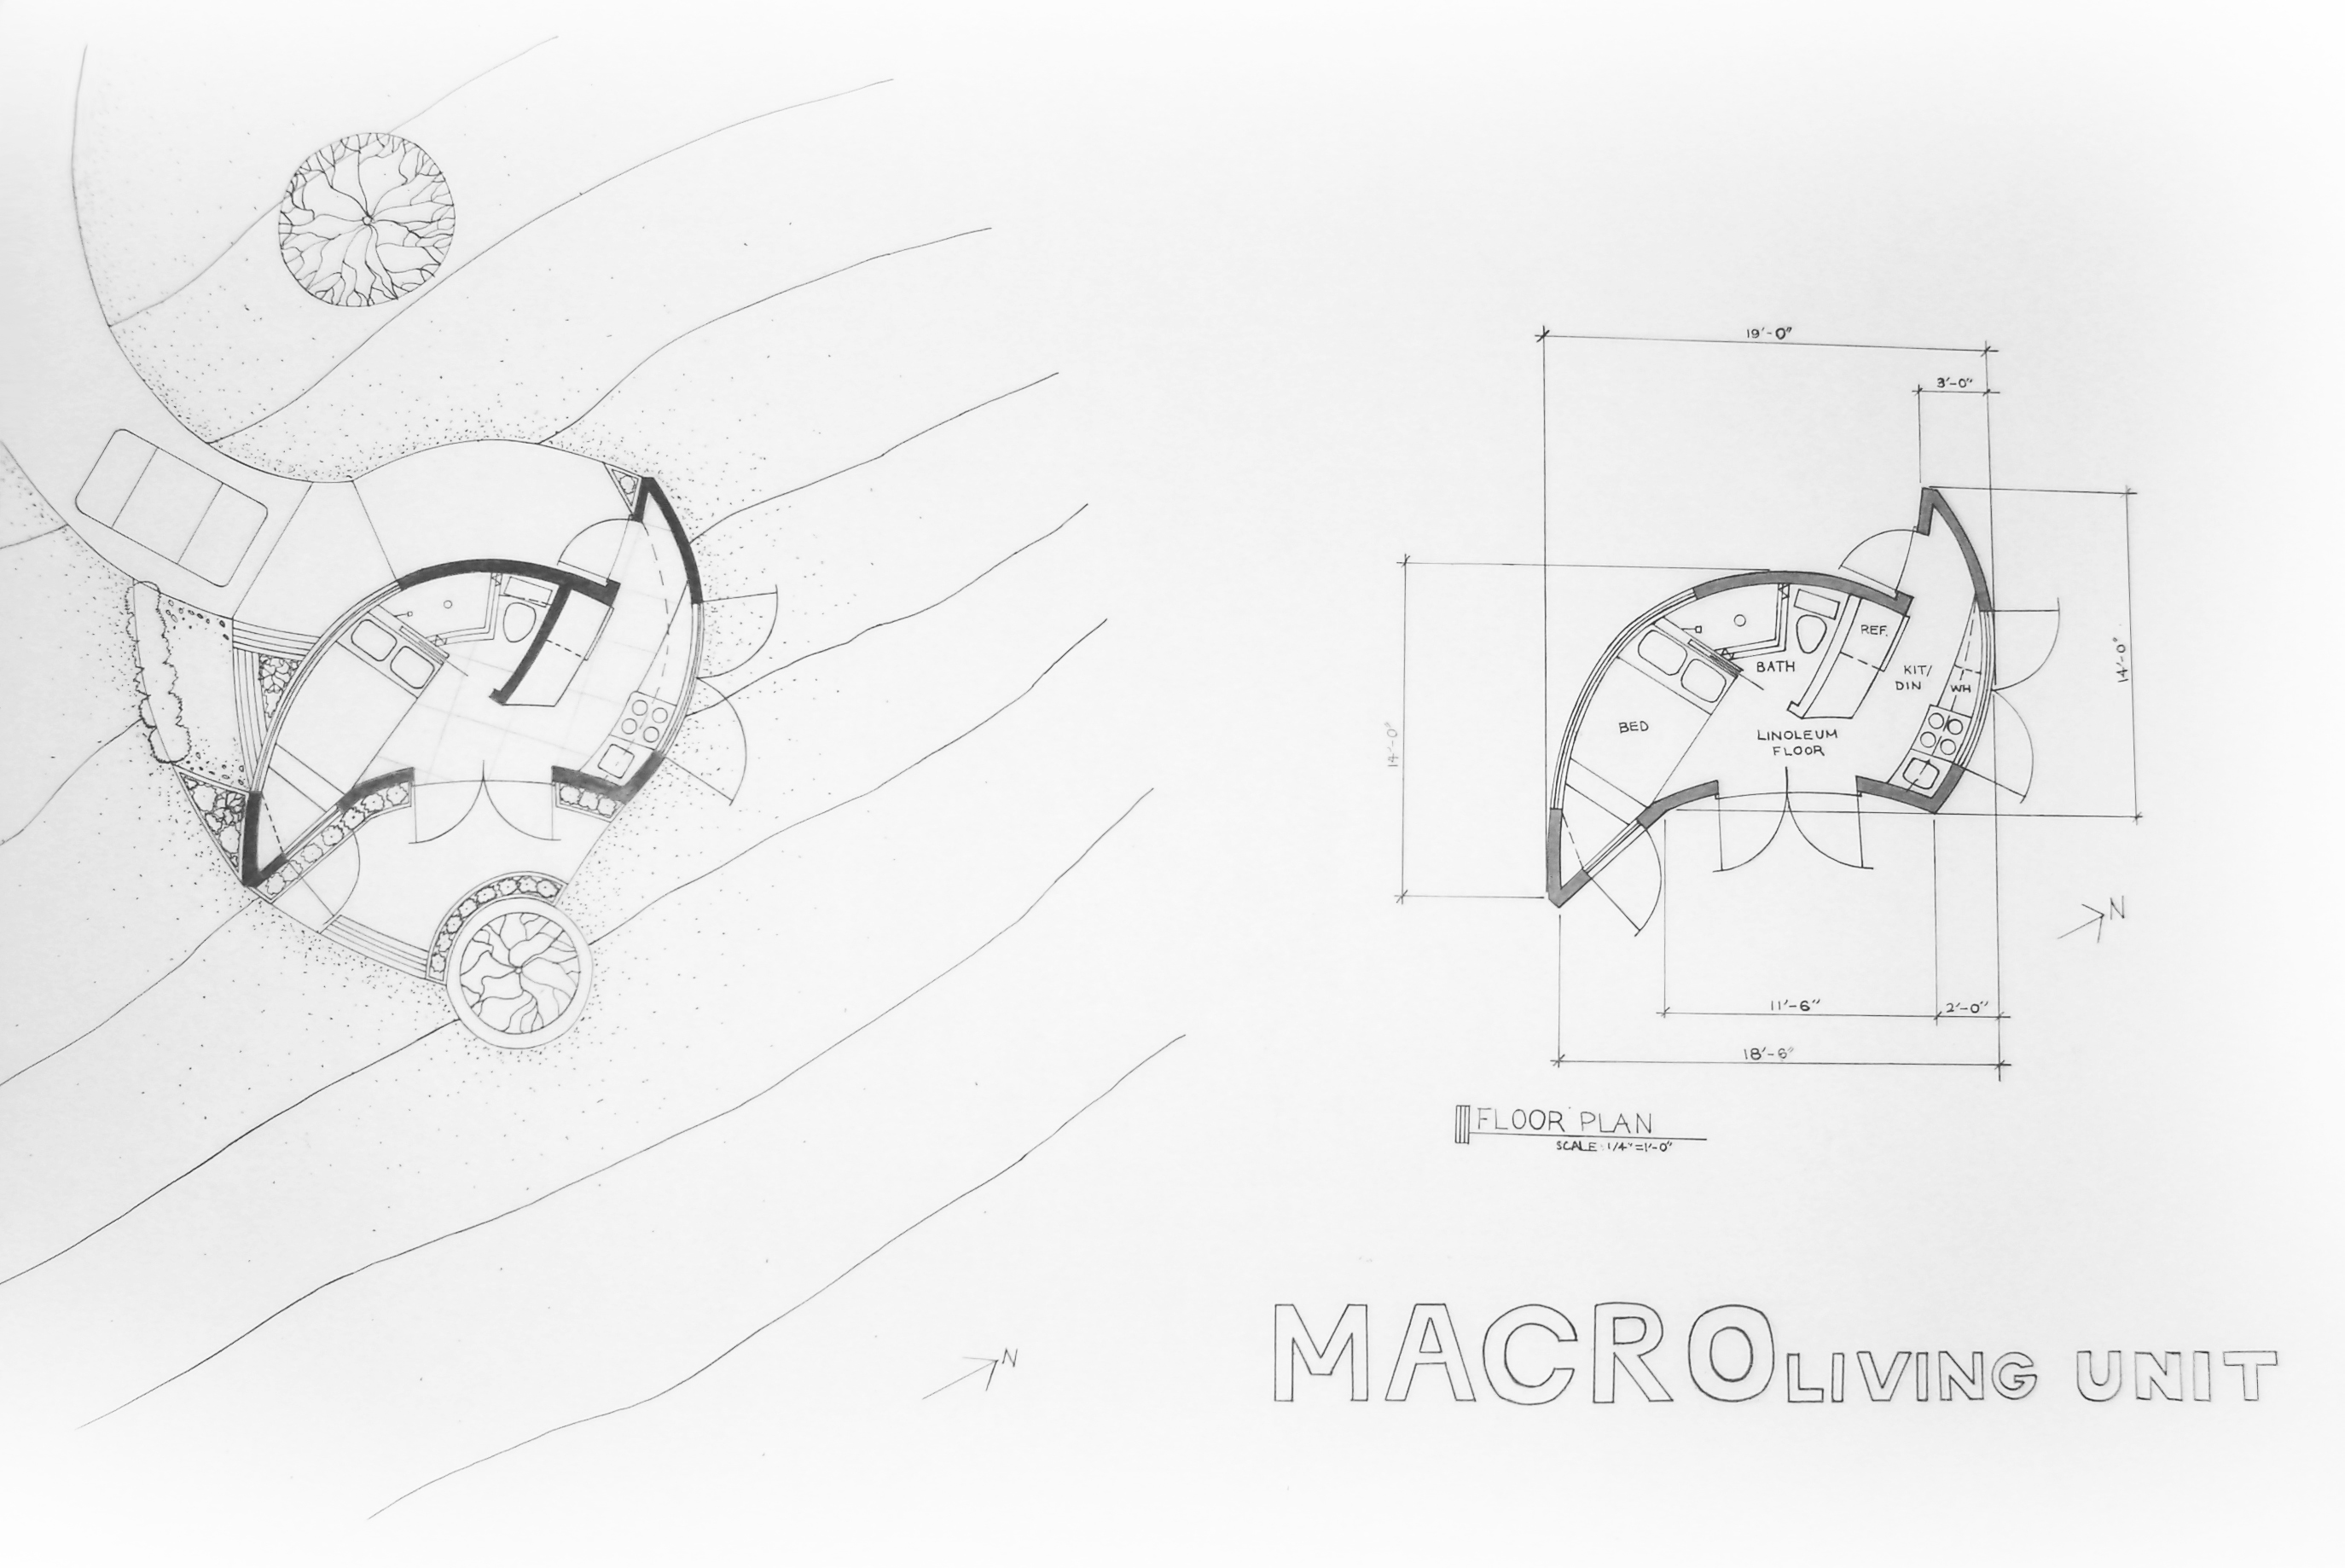 19'-0"
3'-0"
14'-0"
14'-0"
REF.
BATH
KIT/
DIN
WH
BED
LINOLEUM
FLOOR
N
11'-6"
2'-0"
18'-6"
FLOOR PLAN
SCALE: 1/4"=1'-0"
N
MACRO LIVING UNIT